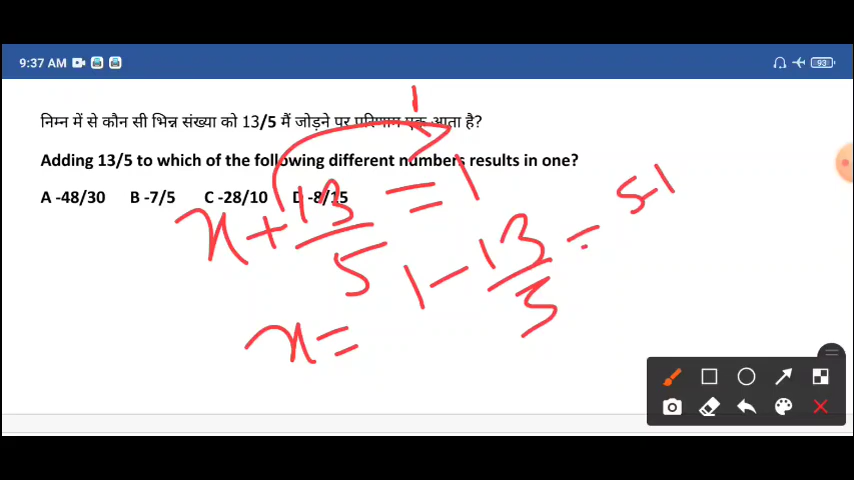 9:37 AM
93
निम्न में से कौन सी भिन्न संख्या को 13/5 मैं जोड़ने पर परिणाम एक आता है?
1
Adding 13/5 to which of the following different numbers results in one?
A -48/30 B -7/5 C -28/10 D -8/15
x + 13/5 = 1
x = 1 - 13/5 = 5-1